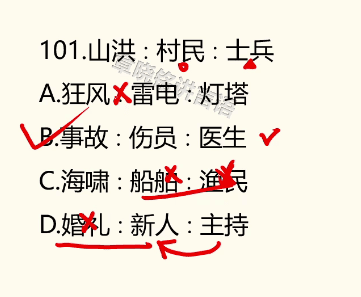 101.山洪 : 村民 : 士兵
A.狂风 : 雷电 : 灯塔
B.事故 : 伤员 : 医生
C.海啸 : 船舶 : 渔民
D.婚礼 : 新人 : 主持